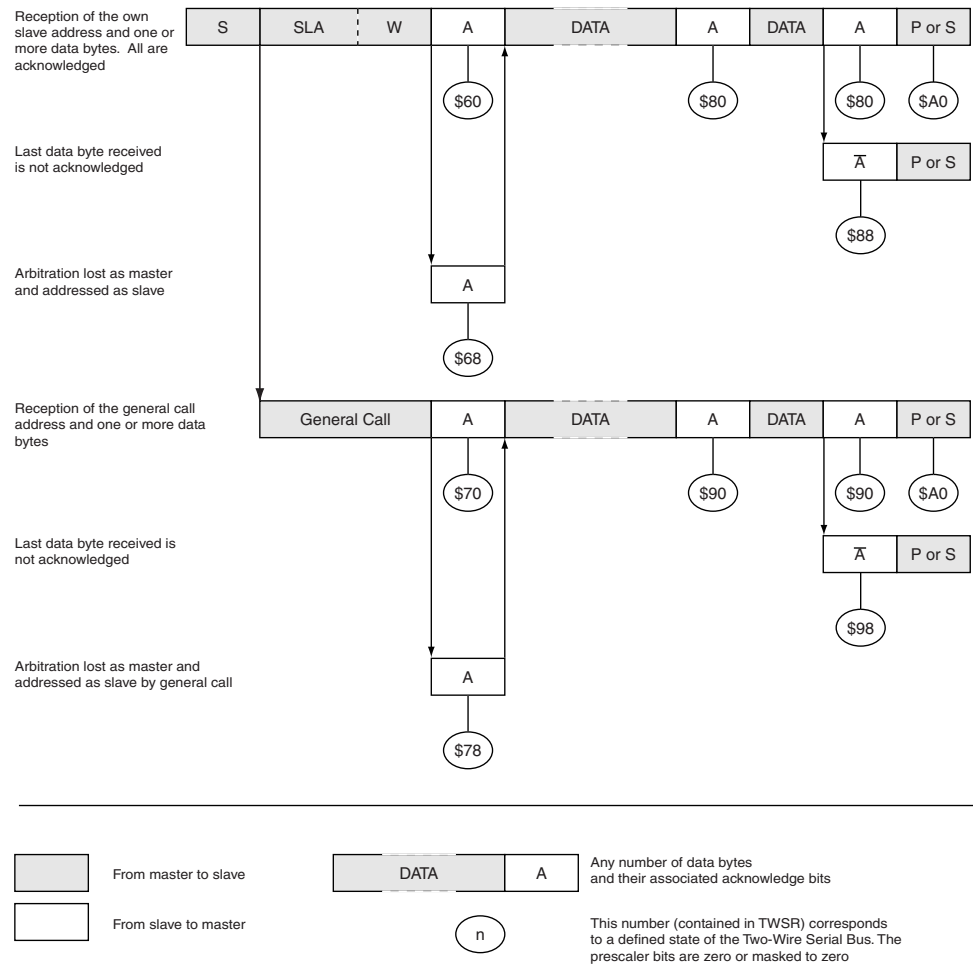 Reception of the own
slave address and one or
more data bytes. All are
acknowledged
S SLA W A DATA A DATA A P or S
$60 $80 $80 $A0
Last data byte received
is not acknowledged
A̅ P or S
$88
Arbitration lost as master
and addressed as slave
A
$68
Reception of the general call
address and one or more data
bytes
General Call A DATA A DATA A P or S
$70 $90 $90 $A0
Last data byte received is
not acknowledged
A̅ P or S
$98
Arbitration lost as master and
addressed as slave by general call
A
$78
From master to slave
DATA A
Any number of data bytes
and their associated acknowledge bits
From slave to master
n
This number (contained in TWSR) corresponds
to a defined state of the Two-Wire Serial Bus. The
prescaler bits are zero or masked to zero